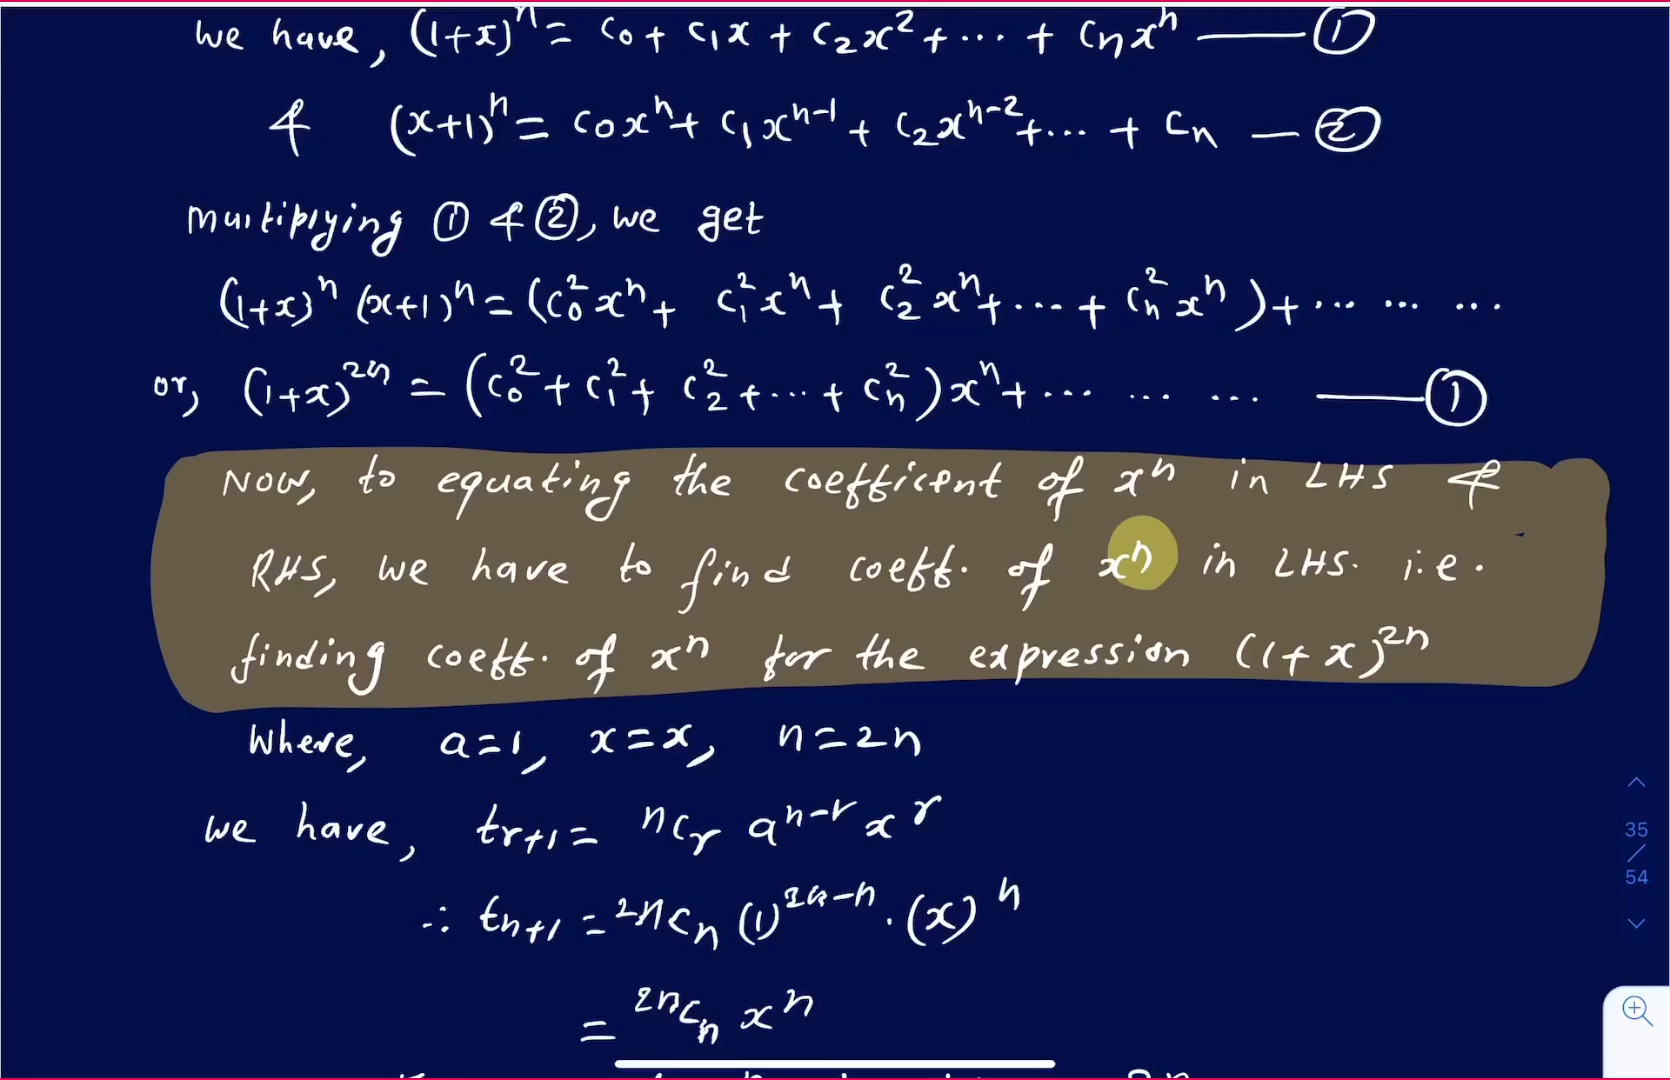 we have, (1+x)ⁿ = c₀ + c₁x + c₂x² + ... + cₙxⁿ —— ①
& (x+1)ⁿ = c₀xⁿ + c₁xⁿ⁻¹ + c₂xⁿ⁻² + ... + cₙ — ②
multiplying ① & ②, we get
(1+x)ⁿ (x+1)ⁿ = (c₀²xⁿ + c₁²xⁿ + c₂²xⁿ + ... + cₙ²xⁿ) + ... ... ...
or, (1+x)²ⁿ = (c₀² + c₁² + c₂² + ... + cₙ²)xⁿ + ... ... ... —— ①
Now, to equating the coefficient of xⁿ in LHS &
RHS, we have to find coeff. of xⁿ in LHS. i.e.
finding coeff. of xⁿ for the expression (1+x)²ⁿ
Where, a=1, x=x, n=2n
we have, tᵣ₊₁ = ⁿCᵣ aⁿ⁻ʳ xʳ
∴ tₙ₊₁ = ²ⁿCₙ (1)²ⁿ⁻ⁿ . (x)ⁿ
= ²ⁿCₙ xⁿ
35
/
54